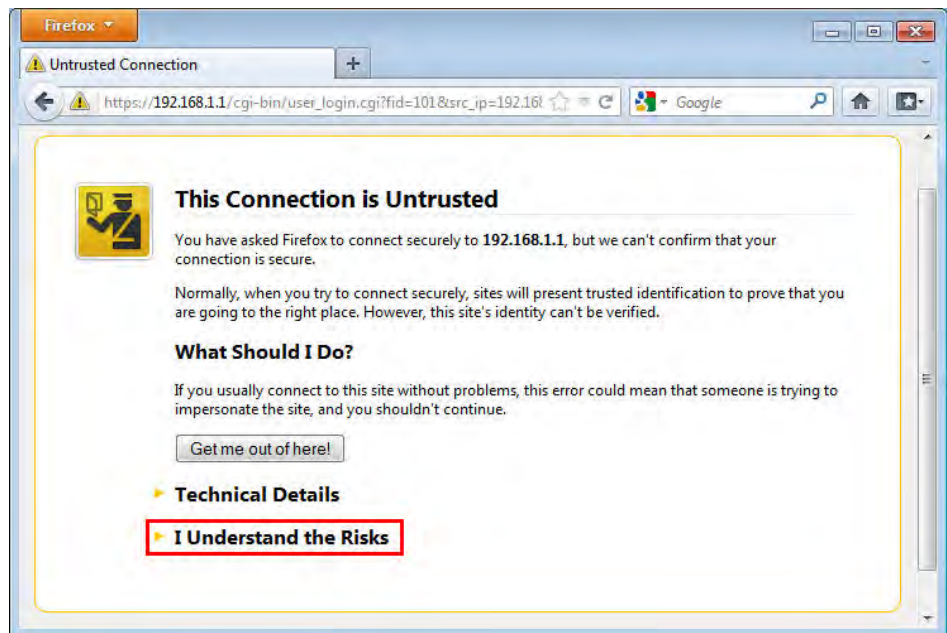 Firefox
Untrusted Connection
https://192.168.1.1/cgi-bin/user_login.cgi?fid=101&src_ip=192.168
Google
This Connection is Untrusted
You have asked Firefox to connect securely to 192.168.1.1, but we can't confirm that your
connection is secure.
Normally, when you try to connect securely, sites will present trusted identification to prove that you
are going to the right place. However, this site's identity can't be verified.
What Should I Do?
If you usually connect to this site without problems, this error could mean that someone is trying to
impersonate the site, and you shouldn't continue.
Get me out of here!
Technical Details
I Understand the Risks